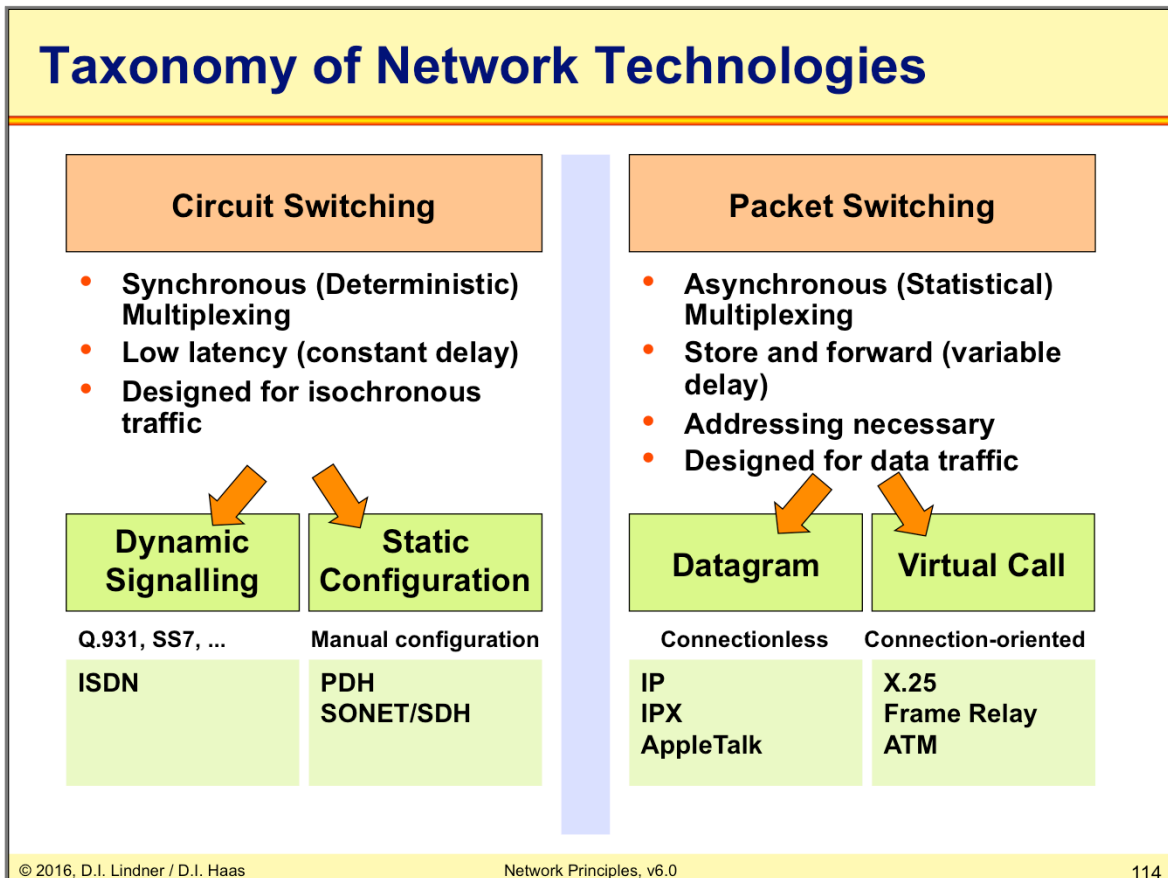 Taxonomy of Network Technologies
Circuit Switching
• Synchronous (Deterministic)
Multiplexing
• Low latency (constant delay)
• Designed for isochronous
traffic
Dynamic
Signalling
Q.931, SS7, ...
ISDN
Static
Configuration
Manual configuration
PDH
SONET/SDH
Packet Switching
• Asynchronous (Statistical)
Multiplexing
• Store and forward (variable
delay)
• Addressing necessary
• Designed for data traffic
Datagram
Connectionless
IP
IPX
AppleTalk
Virtual Call
Connection-oriented
X.25
Frame Relay
ATM
© 2016, D.I. Lindner / D.I. Haas
Network Principles, v6.0
114